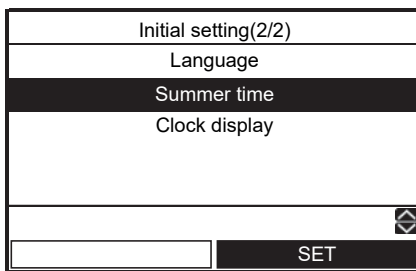 Initial setting(2/2)
Language
Summer time
Clock display
SET